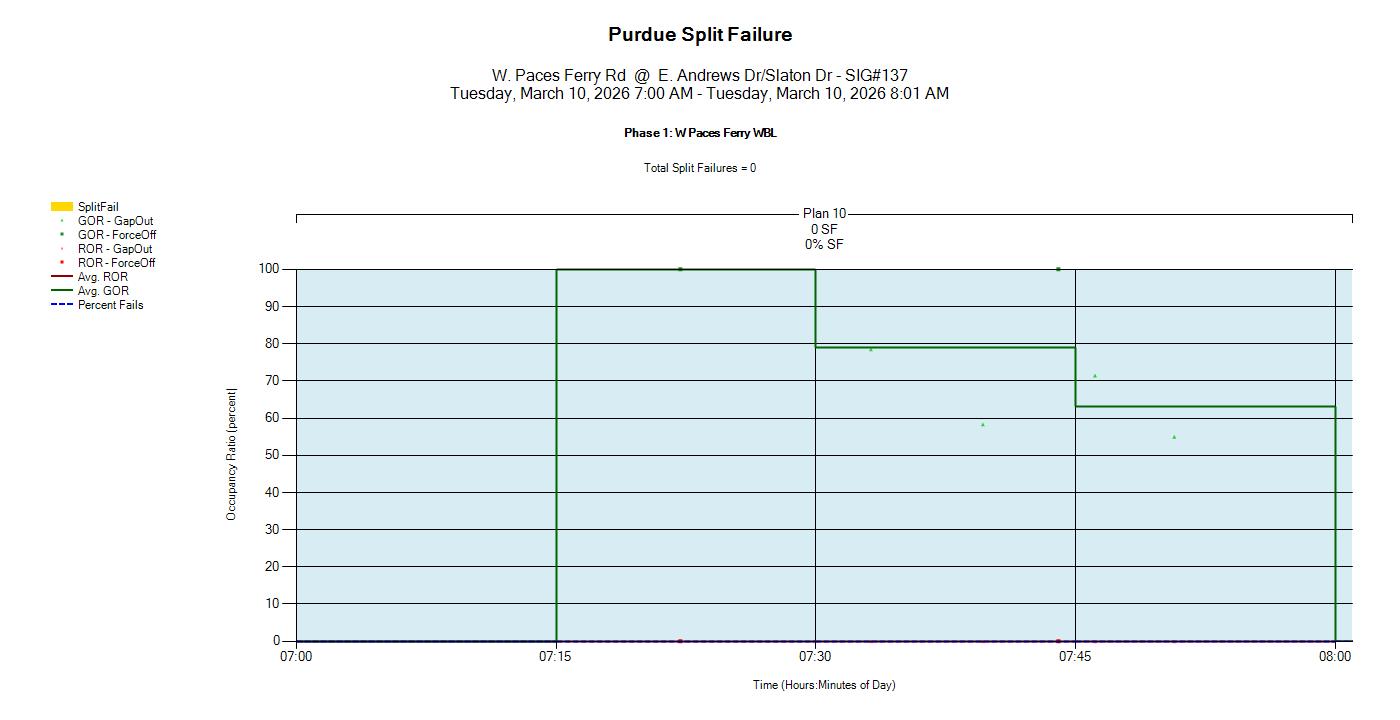 Purdue Split Failure
W. Paces Ferry Rd @ E. Andrews Dr/Slaton Dr - SIG#137
Tuesday, March 10, 2026 7:00 AM - Tuesday, March 10, 2026 8:01 AM
Phase 1: W Paces Ferry WBL
Total Split Failures = 0
SplitFail
GOR - GapOut
GOR - ForceOff
ROR - GapOut
ROR - ForceOff
Avg. ROR
Avg. GOR
Percent Fails
Plan 10
0 SF
0% SF
100
90
80
70
60
50
40
30
20
10
0
Occupancy Ratio (percent)
07:00
07:15
07:30
07:45
08:00
Time (Hours:Minutes of Day)